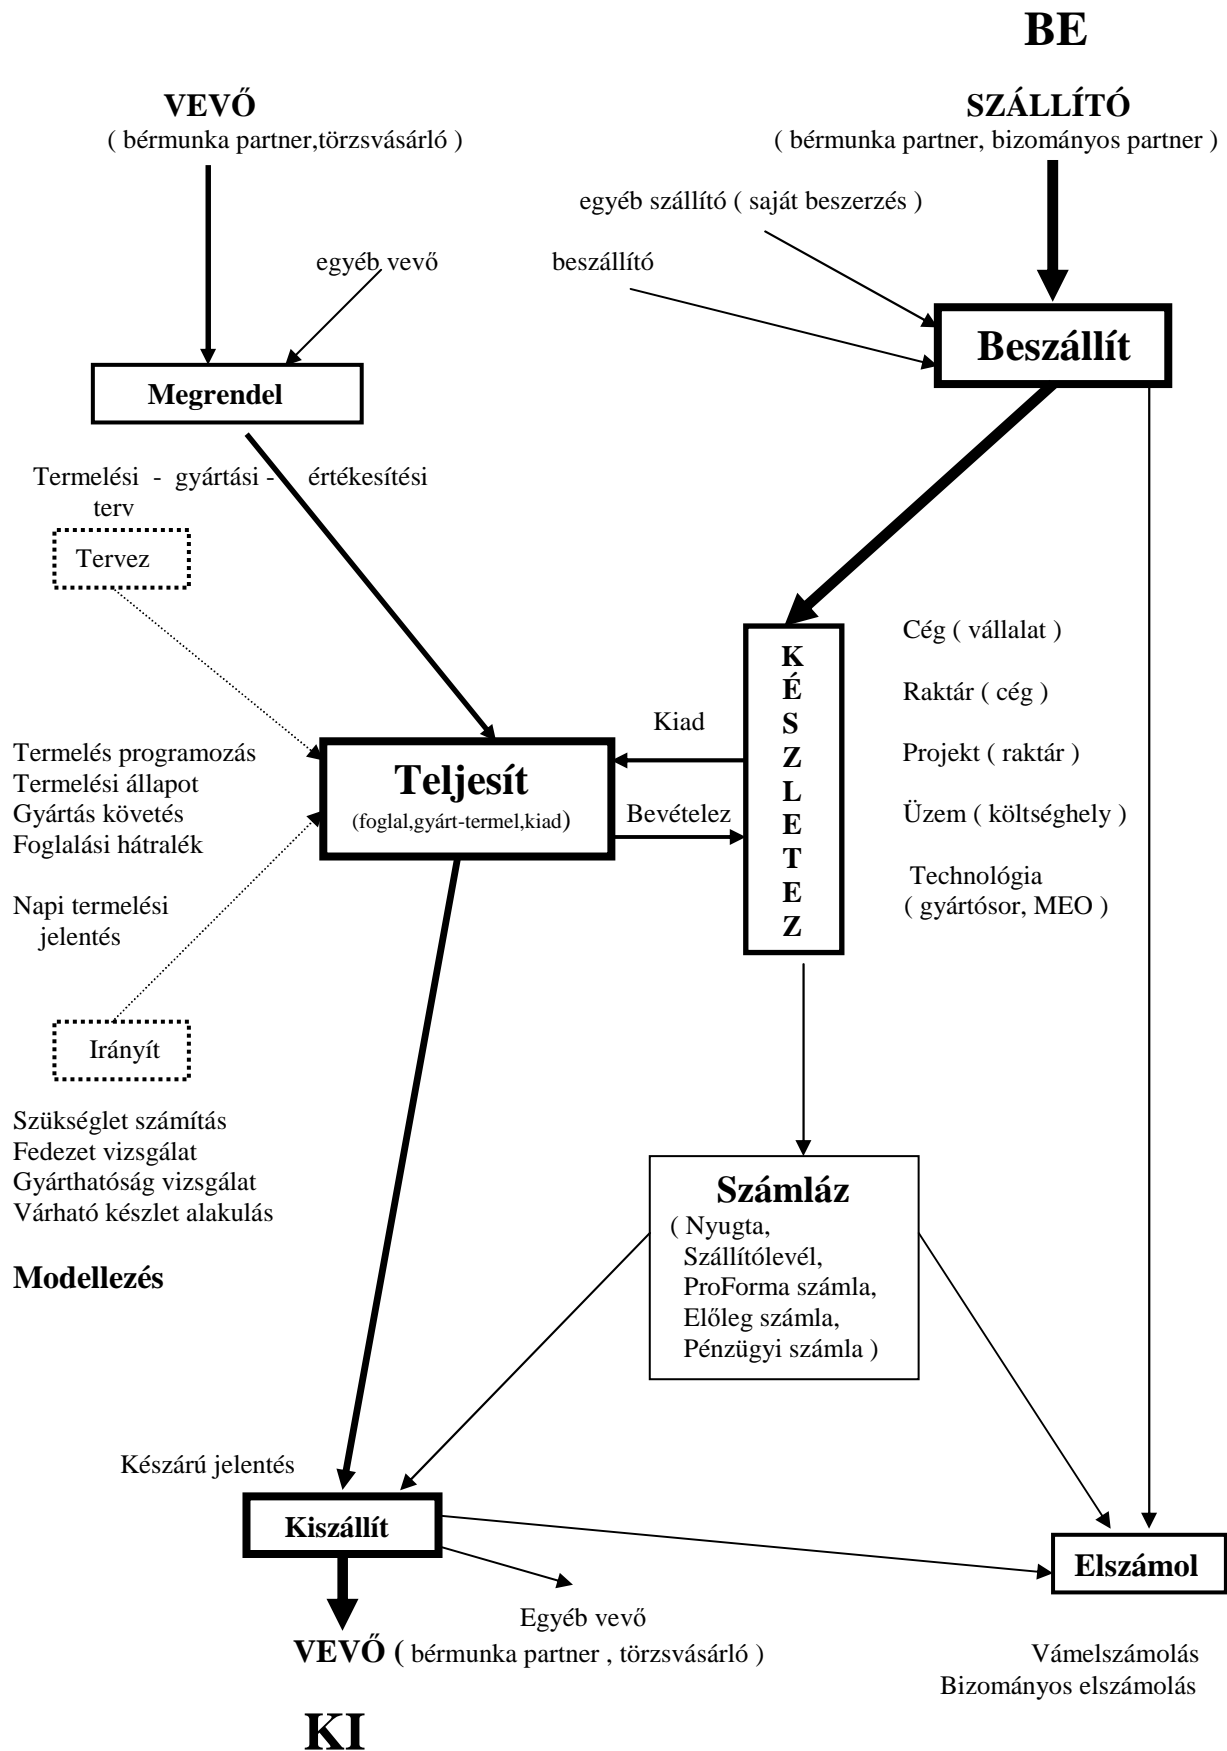 BE
VEVŐ
( bérmunka partner,törzsvásárló )
SZÁLLÍTÓ
( bérmunka partner, bizományos partner )
egyéb szállító ( saját beszerzés )
egyéb vevő
beszállító
Beszállít
Megrendel
Termelési - gyártási - értékesítési
terv
Tervez
Cég ( vállalat )
Raktár ( cég )
Projekt ( raktár )
Üzem ( költséghely )
Technológia
( gyártósor, MEO )
K
É
S
Z
L
E
T
E
Z
Kiad
Bevételez
Teljesít
(foglal,gyárt-termel,kiad)
Termelés programozás
Termelési állapot
Gyártás követés
Foglalási hátralék
Napi termelési
jelentés
Irányít
Szükséglet számítás
Fedezet vizsgálat
Gyárthatóság vizsgálat
Várható készlet alakulás
Modellezés
Számláz
( Nyugta,
Szállítólevél,
ProForma számla,
Előleg számla,
Pénzügyi számla )
Készárú jelentés
Kiszállít
Elszámol
Egyéb vevő
VEVŐ ( bérmunka partner , törzsvásárló )
Vámelszámolás
Bizományos elszámolás
KI